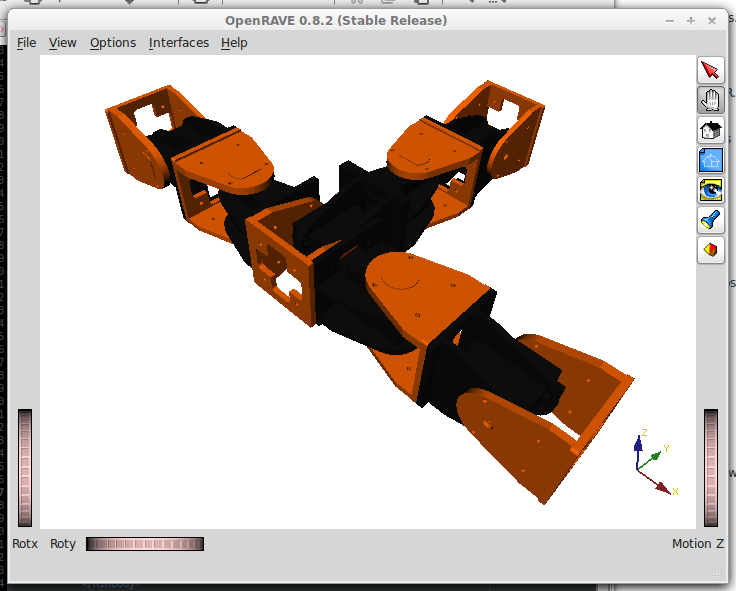 OpenRAVE 0.8.2 (Stable Release)
File View Options Interfaces Help
Z
Y
X
Rotx Roty Motion Z